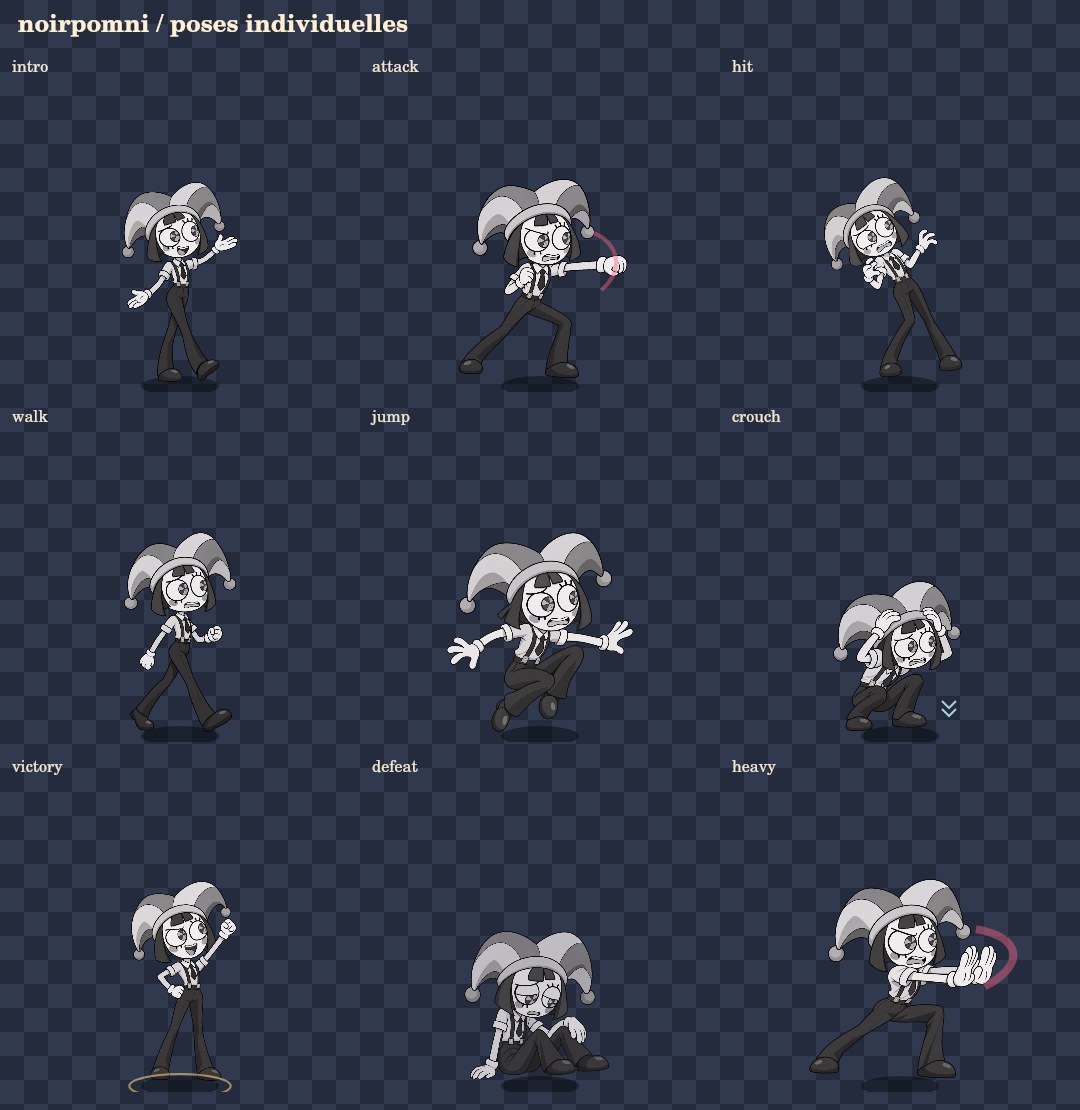 noirpomni / poses individuelles
intro
attack
hit
walk
jump
crouch
victory
defeat
heavy